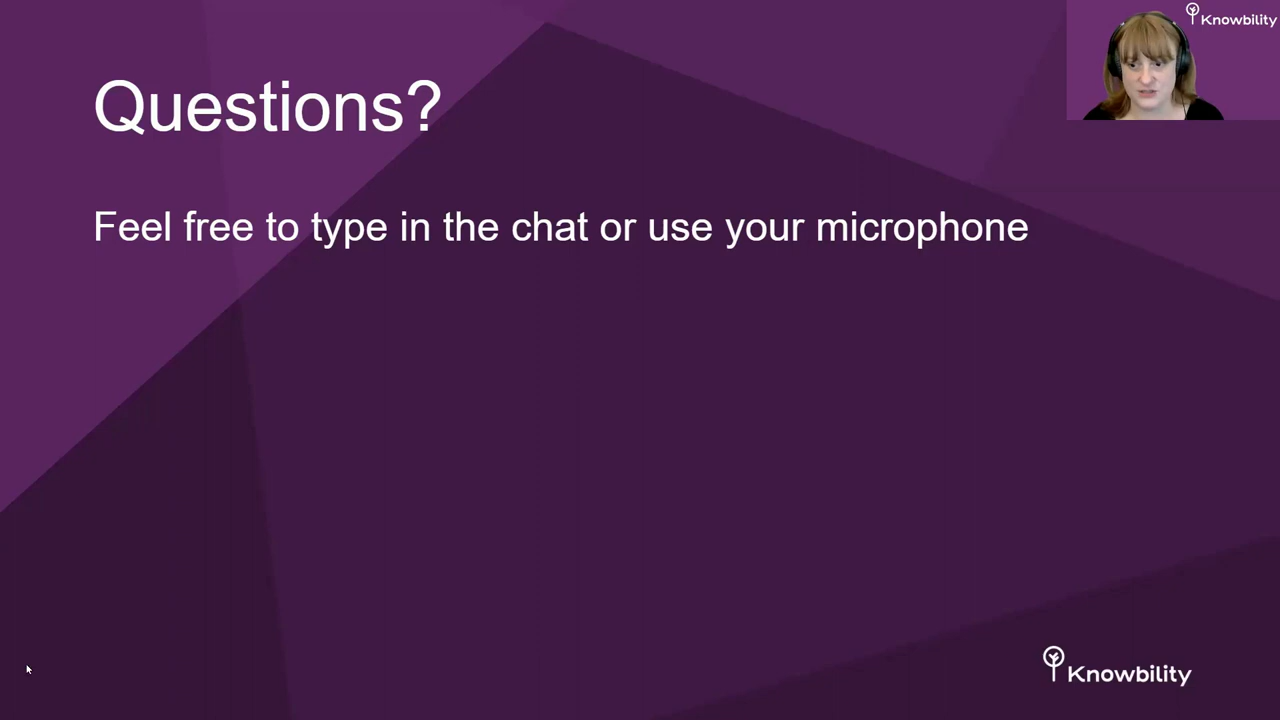 Knowbility
Questions?
Feel free to type in the chat or use your microphone
Knowbility